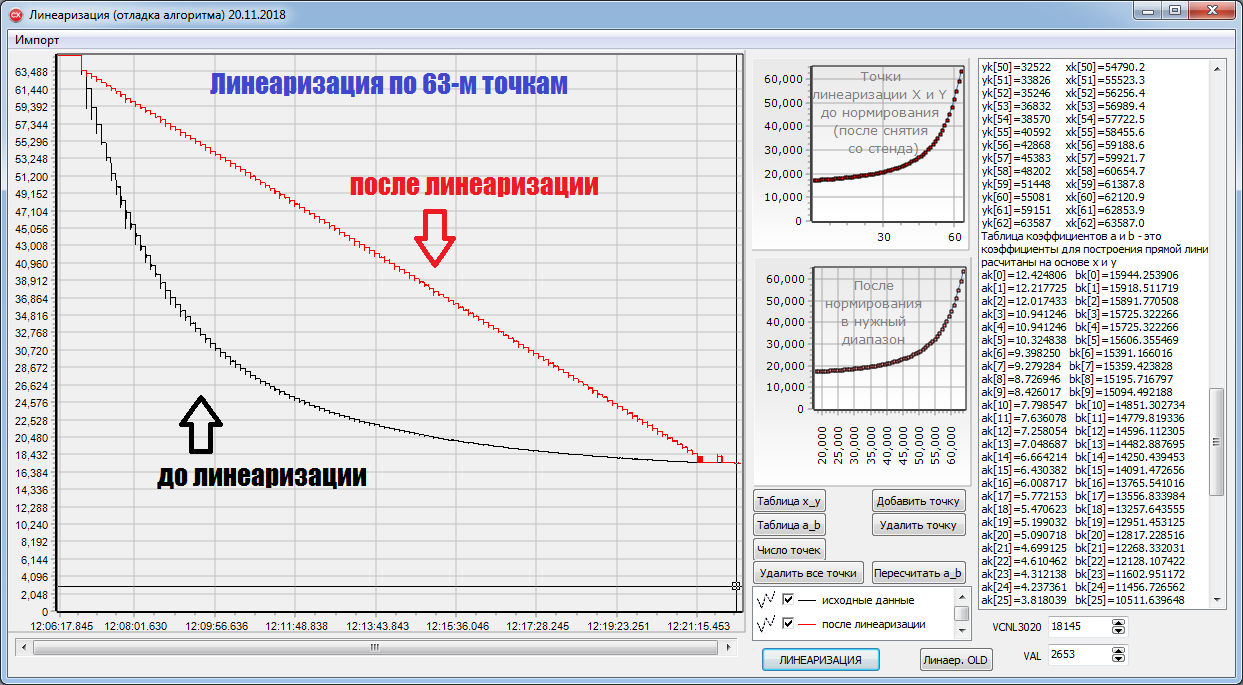 Линеаризация (отладка алгоритма) 20.11.2018
Импорт
Линеаризация по 63-м точкам
после линеаризации
до линеаризации
63,488
61,440
59,392
57,344
55,296
53,248
51,200
49,152
47,104
45,056
43,008
40,960
38,912
36,864
34,816
32,768
30,720
28,672
26,624
24,576
22,528
20,480
18,432
16,384
14,336
12,288
10,240
8,192
6,144
4,096
2,048
0
12:06:17.845 12:08:01.630 12:09:56.636 12:11:48.838 12:13:43.843 12:15:36.046 12:17:28.245 12:19:23.251 12:21:15.453
Точки
линеаризации X и Y
до нормирования
(после снятия
со стенда)
60,000
50,000
40,000
30,000
20,000
10,000
0
30 60
После
нормирования
в нужный
диапазон
60,000
50,000
40,000
30,000
20,000
10,000
0
20,000 25,000 30,000 35,000 40,000 45,000 50,000 55,000 60,000
Таблица x_y Добавить точку
Таблица a_b Удалить точку
Число точек
Удалить все точки Пересчитать a_b
исходные данные
после линеаризации
ЛИНЕАРИЗАЦИЯ Линаер. OLD
yk[50]=32522 xk[50]=54790.2
yk[51]=33826 xk[51]=55523.3
yk[52]=35246 xk[52]=56256.4
yk[53]=36832 xk[53]=56989.4
yk[54]=38570 xk[54]=57722.5
yk[55]=40592 xk[55]=58455.6
yk[56]=42868 xk[56]=59188.6
yk[57]=45383 xk[57]=59921.7
yk[58]=48202 xk[58]=60654.7
yk[59]=51448 xk[59]=61387.8
yk[60]=55081 xk[60]=62120.9
yk[61]=59151 xk[61]=62853.9
yk[62]=63587 xk[62]=63587.0
Таблица коэффициентов a и b - это
коэффициенты для построения прямой лини
расчитаны на основе x и y
ak[0]=12.424806 bk[0]=15944.253906
ak[1]=12.217725 bk[1]=15918.511719
ak[2]=12.017433 bk[2]=15891.770508
ak[3]=10.941246 bk[3]=15725.322266
ak[4]=10.941246 bk[4]=15725.322266
ak[5]=10.324838 bk[5]=15606.355469
ak[6]=9.398250 bk[6]=15391.166016
ak[7]=9.279284 bk[7]=15359.423828
ak[8]=8.726946 bk[8]=15195.716797
ak[9]=8.426017 bk[9]=15094.492188
ak[10]=7.798547 bk[10]=14851.302734
ak[11]=7.636078 bk[11]=14779.819336
ak[12]=7.258054 bk[12]=14596.112305
ak[13]=7.048687 bk[13]=14482.887695
ak[14]=6.664214 bk[14]=14250.439453
ak[15]=6.430382 bk[15]=14091.472656
ak[16]=6.008717 bk[16]=13765.541016
ak[17]=5.772153 bk[17]=13556.833984
ak[18]=5.470623 bk[18]=13257.643555
ak[19]=5.199032 bk[19]=12951.453125
ak[20]=5.090718 bk[20]=12817.228516
ak[21]=4.699125 bk[21]=12268.332031
ak[22]=4.610462 bk[22]=12128.107422
ak[23]=4.312138 bk[23]=11602.951172
ak[24]=4.237361 bk[24]=11456.726562
ak[25]=3.818039 bk[25]=10511.639648
VCNL3020 18145
VAL 2653